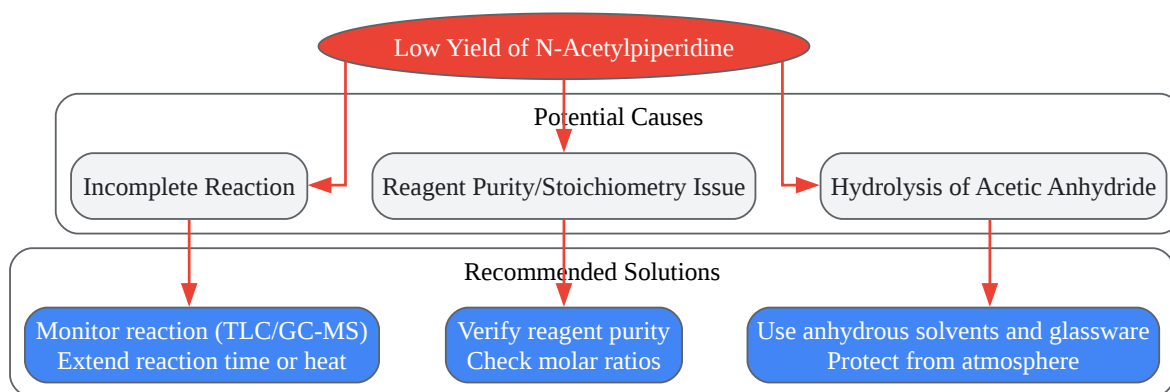 Low Yield of N-Acetylpiperidine
Potential Causes
Incomplete Reaction
Reagent Purity/Stoichiometry Issue
Hydrolysis of Acetic Anhydride
Recommended Solutions
Monitor reaction (TLC/GC-MS)
Extend reaction time or heat
Verify reagent purity
Check molar ratios
Use anhydrous solvents and glassware
Protect from atmosphere